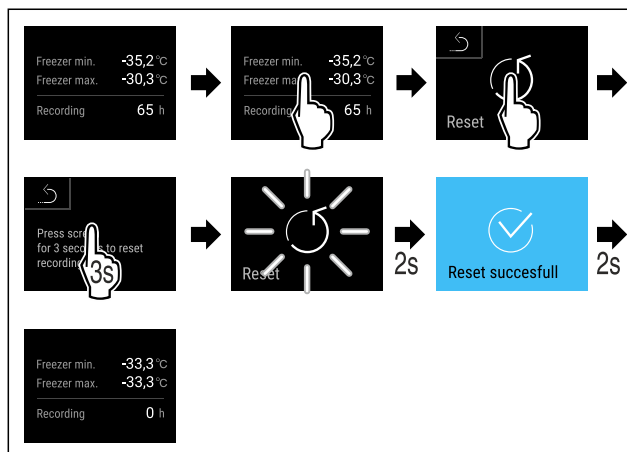 Freezer min. -35,2 °C
Freezer max. -30,3 °C
Recording 65 h
Freezer min. -35,2 °C
Freezer ma -30,3 °C
Recording 65 h
Reset
Press scre
for 3 seconds to reset
recording
3s
Reset
2s
Reset succesfull
2s
Freezer min. -33,3 °C
Freezer max. -33,3 °C
Recording 0 h